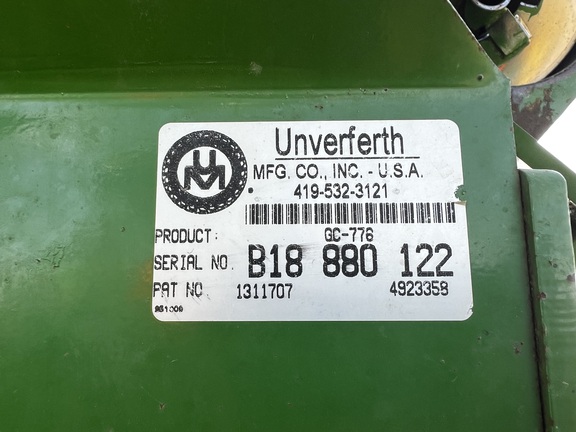 UM
Unverferth
MFG. CO., INC. - U.S.A.
419-532-3121
PRODUCT: GC-776
SERIAL NO. B18 880 122
PAT NO 1311707 4923358